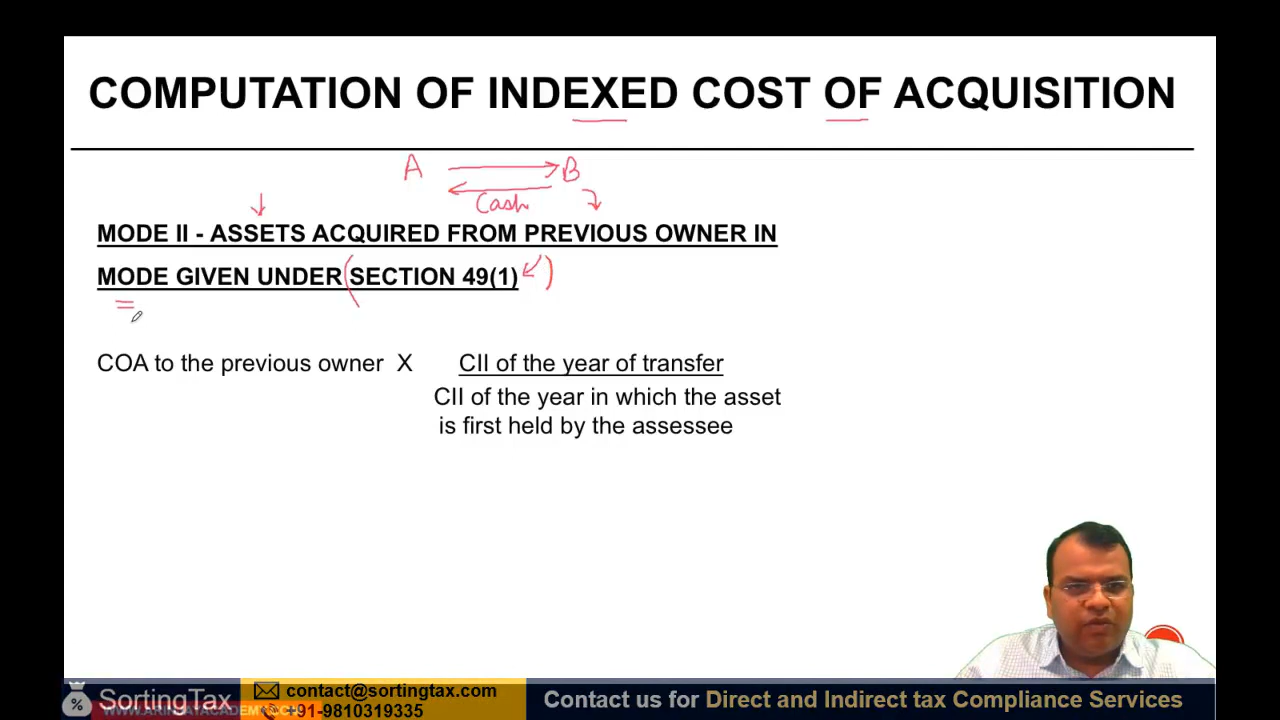 COMPUTATION OF INDEXED COST OF ACQUISITION
A B
Cash
MODE II - ASSETS ACQUIRED FROM PREVIOUS OWNER IN
MODE GIVEN UNDER (SECTION 49(1) )
=
COA to the previous owner X CII of the year of transfer
CII of the year in which the asset
is first held by the assessee
SortingTax
contact@sortingtax.com
+91-9810319335
Contact us for Direct and Indirect tax Compliance Services